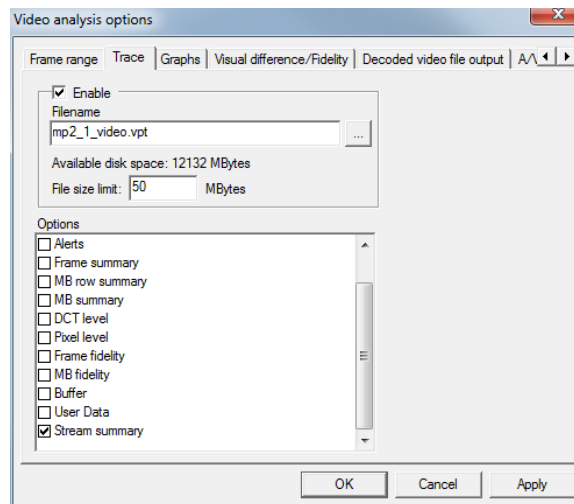 Video analysis options
Frame range Trace Graphs Visual difference/Fidelity Decoded video file output
Enable
Filename
mp2_1_video.vpt ...
Available disk space: 12132 MBytes
File size limit: 50 MBytes
Options
Alerts
Frame summary
MB row summary
MB summary
DCT level
Pixel level
Frame fidelity
MB fidelity
Buffer
User Data
Stream summary
OK Cancel Apply